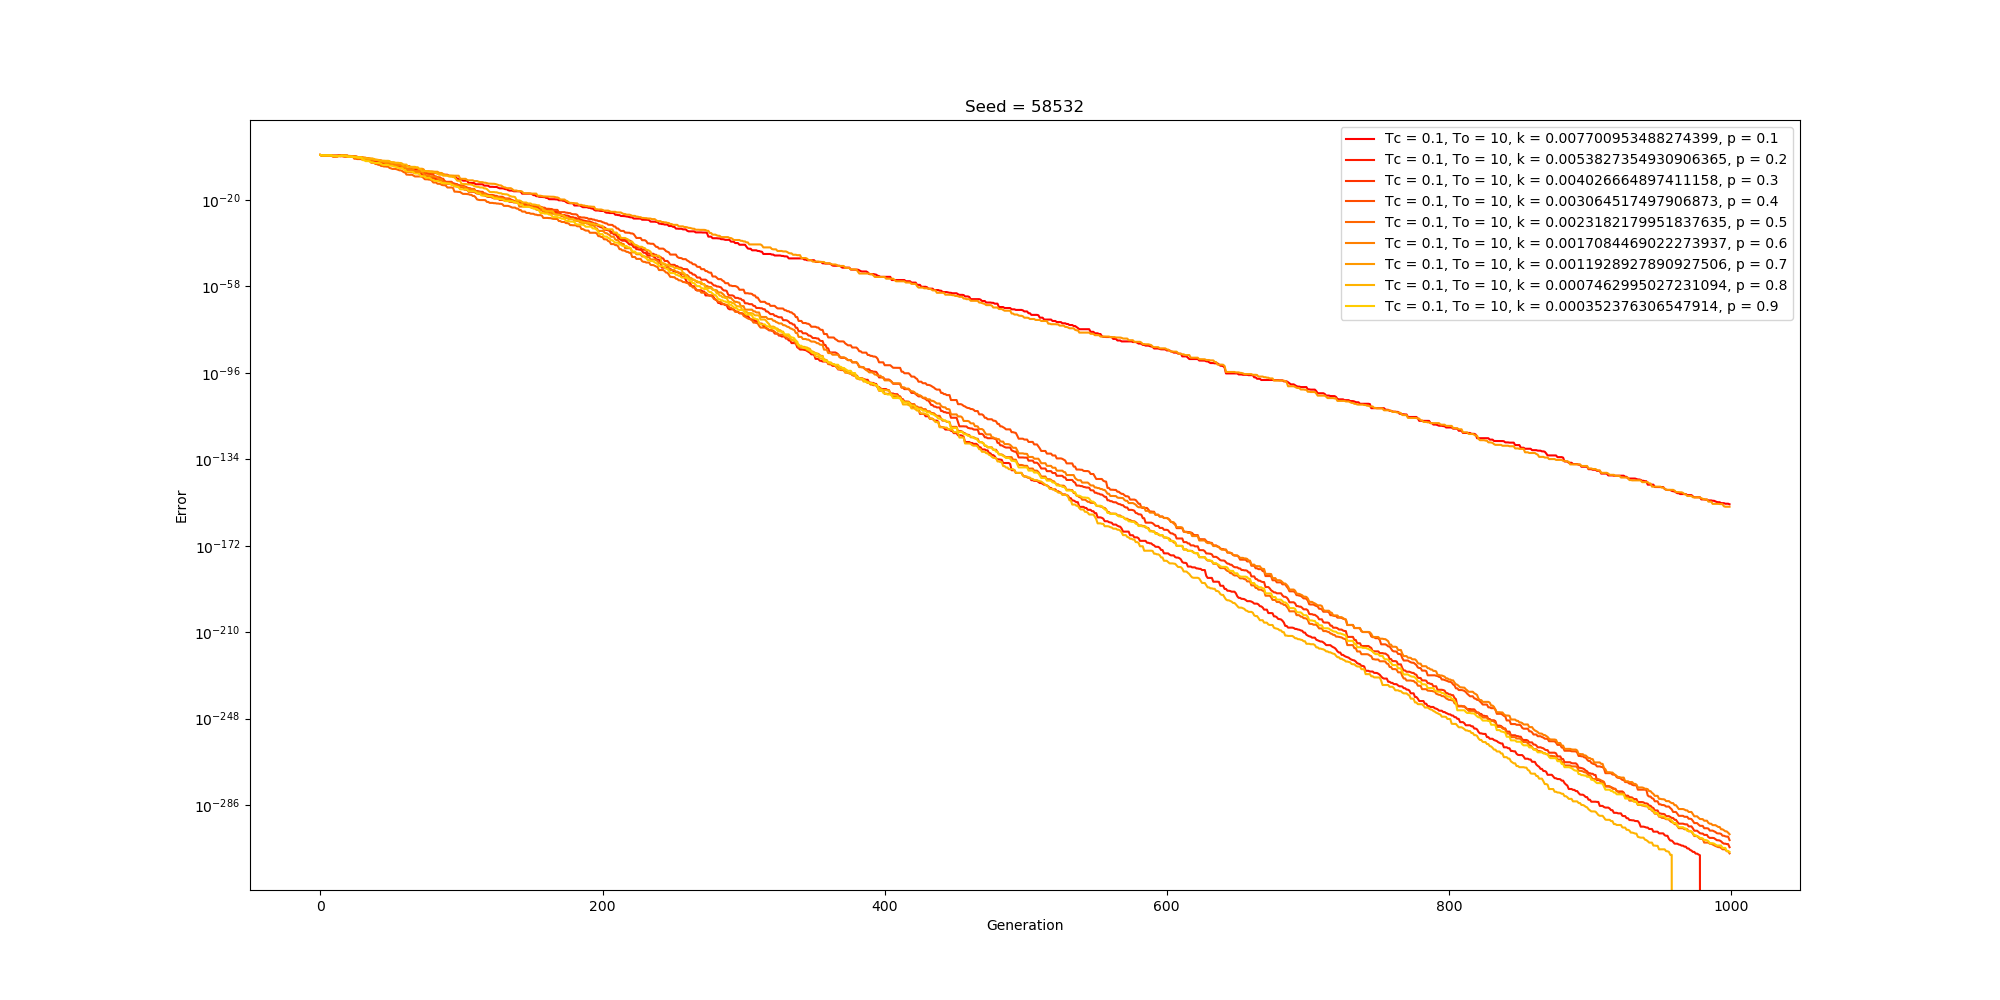 Seed = 58532
Tc = 0.1, To = 10, k = 0.007700953488274399, p = 0.1
Tc = 0.1, To = 10, k = 0.0053827354930906365, p = 0.2
Tc = 0.1, To = 10, k = 0.004026664897411158, p = 0.3
Tc = 0.1, To = 10, k = 0.003064517497906873, p = 0.4
Tc = 0.1, To = 10, k = 0.0023182179951837635, p = 0.5
Tc = 0.1, To = 10, k = 0.0017084469022273937, p = 0.6
Tc = 0.1, To = 10, k = 0.0011928927890927506, p = 0.7
Tc = 0.1, To = 10, k = 0.0007462995027231094, p = 0.8
Tc = 0.1, To = 10, k = 0.000352376306547914, p = 0.9
10^-20
10^-58
10^-96
10^-134
10^-172
10^-210
10^-248
10^-286
Error
0 200 400 600 800 1000
Generation